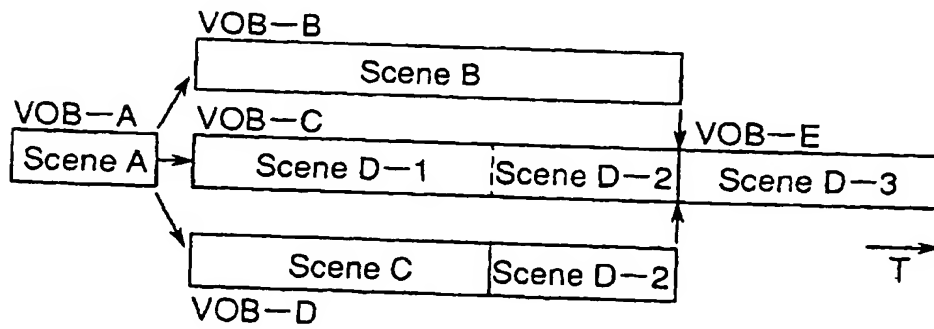 VOB—B
Scene B
VOB—A
VOB—C
VOB—E
Scene A
Scene D—1
Scene D—2
Scene D—3
Scene C
Scene D—2
T
VOB—D